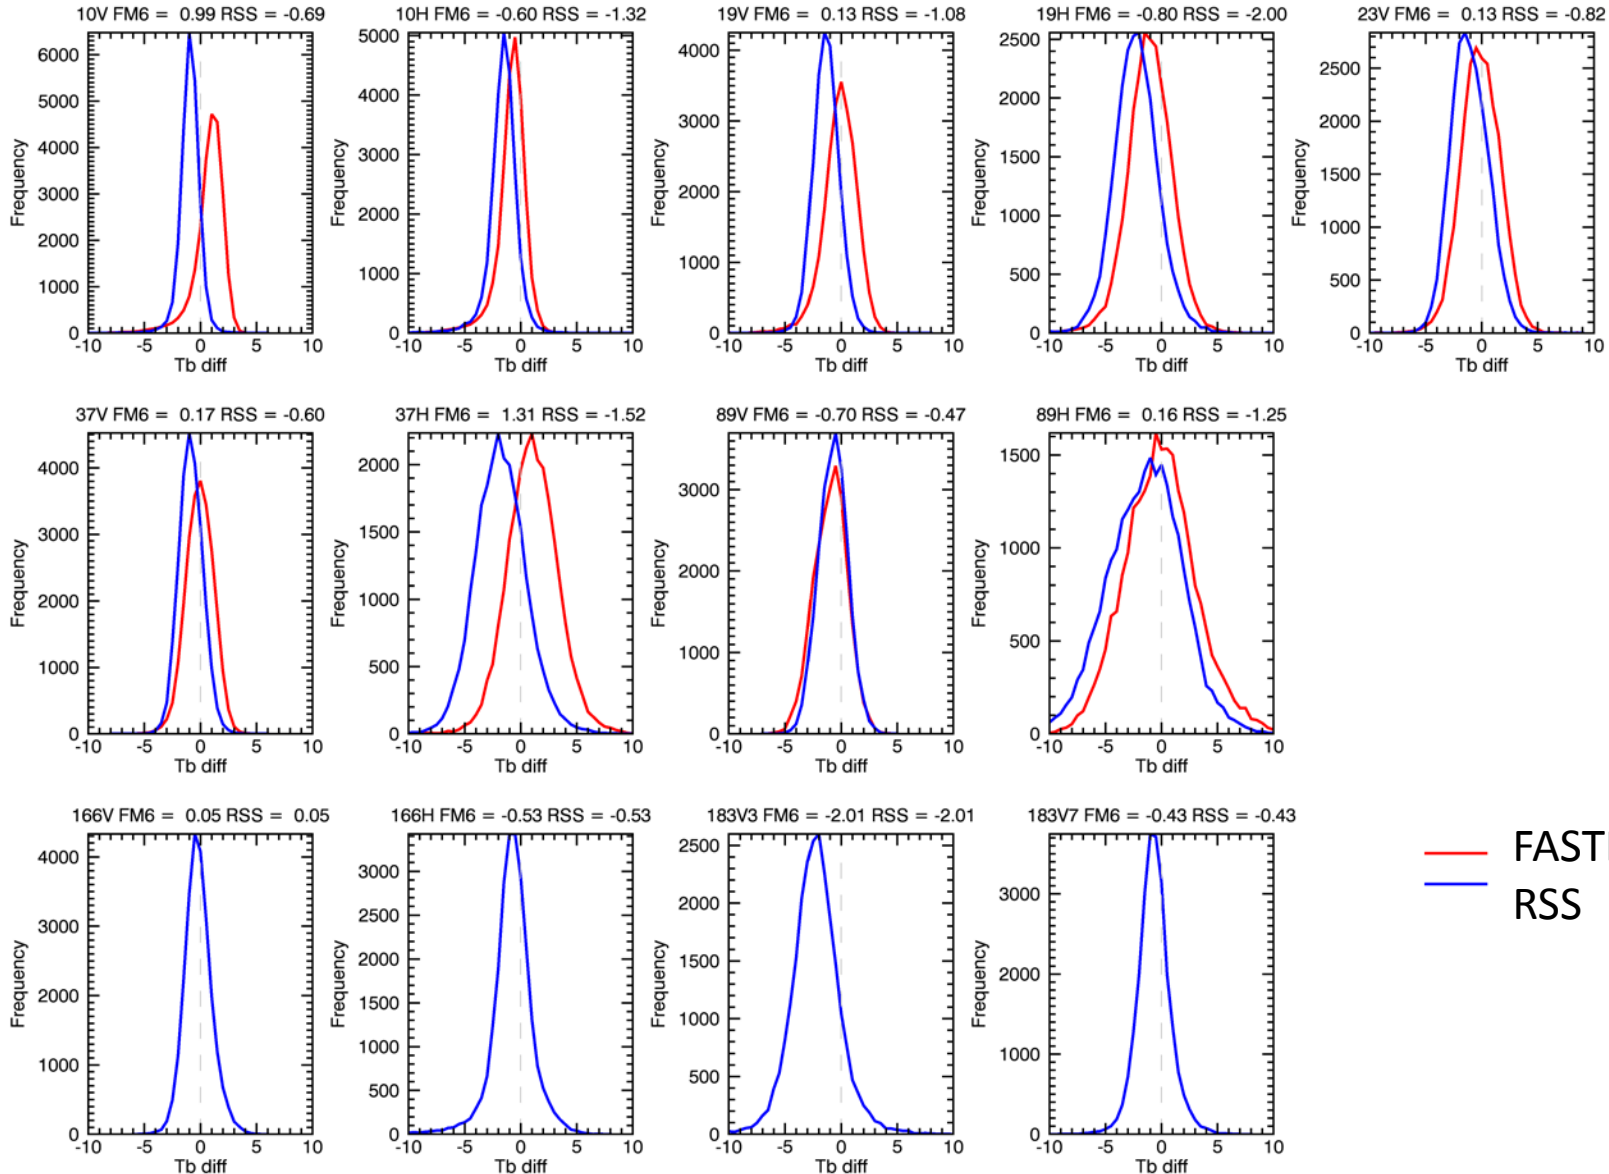 10V FM6 =  0.99 RSS = -0.69
6000
5000
4000
3000
2000
1000
0
Frequency
-10 -5 0 5 10
Tb diff
10H FM6 = -0.60 RSS = -1.32
5000
4000
3000
2000
1000
0
Frequency
-10 -5 0 5 10
Tb diff
19V FM6 =  0.13 RSS = -1.08
4000
3000
2000
1000
0
Frequency
-10 -5 0 5 10
Tb diff
19H FM6 = -0.80 RSS = -2.00
2500
2000
1500
1000
500
0
Frequency
-10 -5 0 5 10
Tb diff
23V FM6 =  0.13 RSS = -0.82
2500
2000
1500
1000
500
0
Frequency
-10 -5 0 5 10
Tb diff
37V FM6 =  0.17 RSS = -0.60
4000
3000
2000
1000
0
Frequency
-10 -5 0 5 10
Tb diff
37H FM6 =  1.31 RSS = -1.52
2000
1500
1000
500
0
Frequency
-10 -5 0 5 10
Tb diff
89V FM6 = -0.70 RSS = -0.47
3000
2000
1000
0
Frequency
-10 -5 0 5 10
Tb diff
89H FM6 =  0.16 RSS = -1.25
1500
1000
500
0
Frequency
-10 -5 0 5 10
Tb diff
166V FM6 =  0.05 RSS =  0.05
4000
3000
2000
1000
0
Frequency
-10 -5 0 5 10
Tb diff
166H FM6 = -0.53 RSS = -0.53
3000
2500
2000
1500
1000
500
0
Frequency
-10 -5 0 5 10
Tb diff
183V3 FM6 = -2.01 RSS = -2.01
2500
2000
1500
1000
500
0
Frequency
-10 -5 0 5 10
Tb diff
183V7 FM6 = -0.43 RSS = -0.43
3000
2000
1000
0
Frequency
-10 -5 0 5 10
Tb diff
RSS